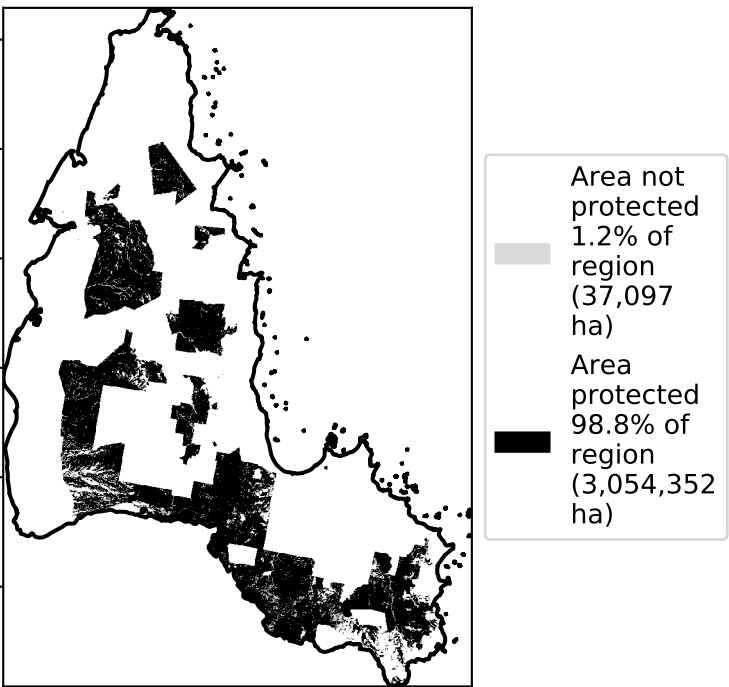 Area not
protected
1.2% of
region
(37,097
ha)
Area
protected
98.8% of
region
(3,054,352
ha)